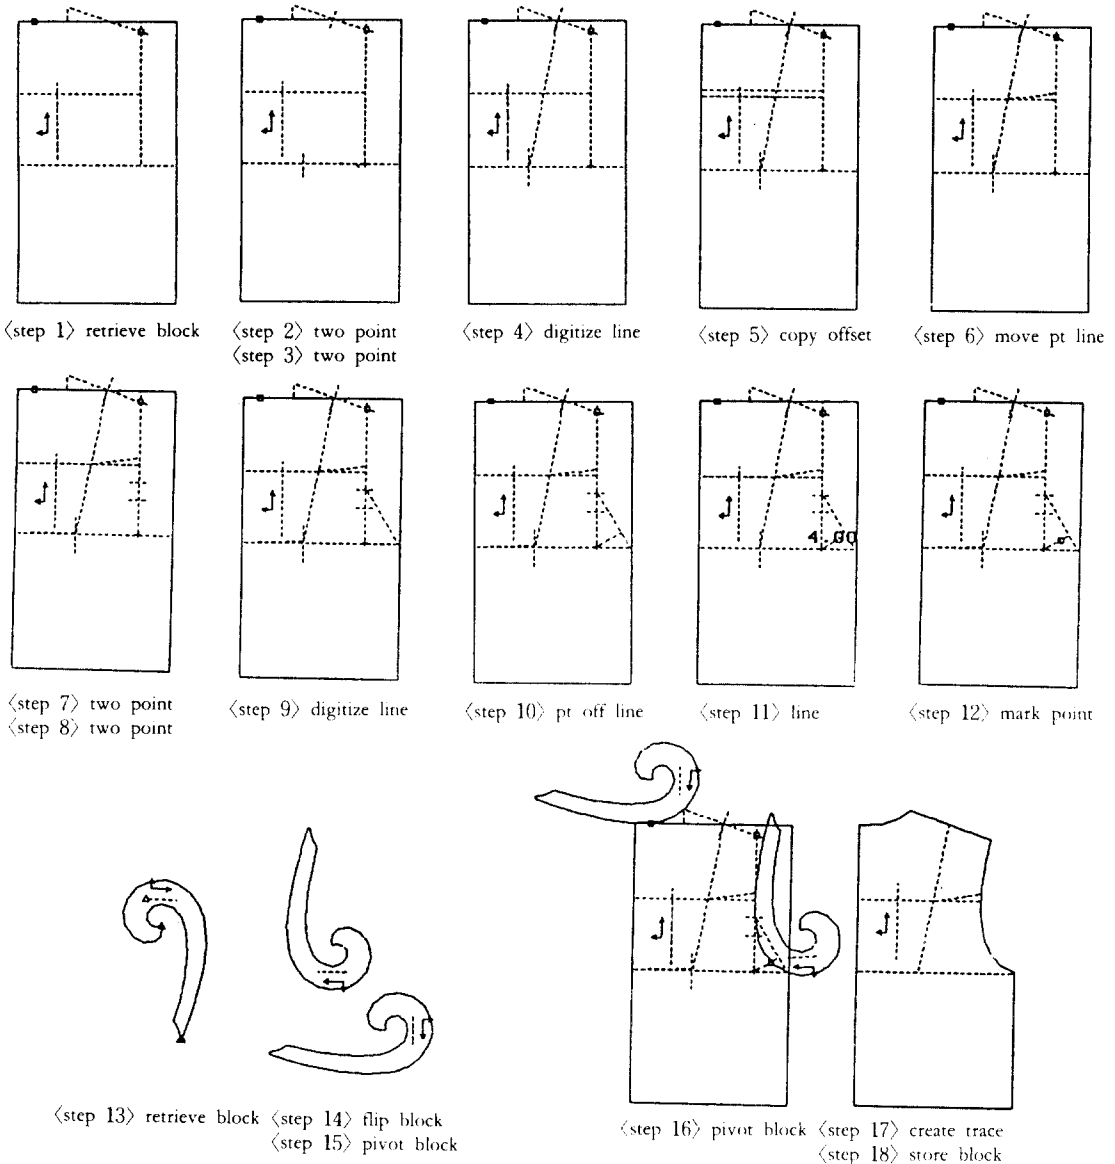 〈step 1〉 retrieve block
〈step 2〉 two point
〈step 3〉 two point
〈step 4〉 digitize line
〈step 5〉 copy offset
〈step 6〉 move pt line
〈step 7〉 two point
〈step 8〉 two point
〈step 9〉 digitize line
〈step 10〉 pt off line
4.00
〈step 11〉 line
〈step 12〉 mark point
〈step 13〉 retrieve block
〈step 14〉 flip block
〈step 15〉 pivot block
〈step 16〉 pivot block
〈step 17〉 create trace
〈step 18〉 store block